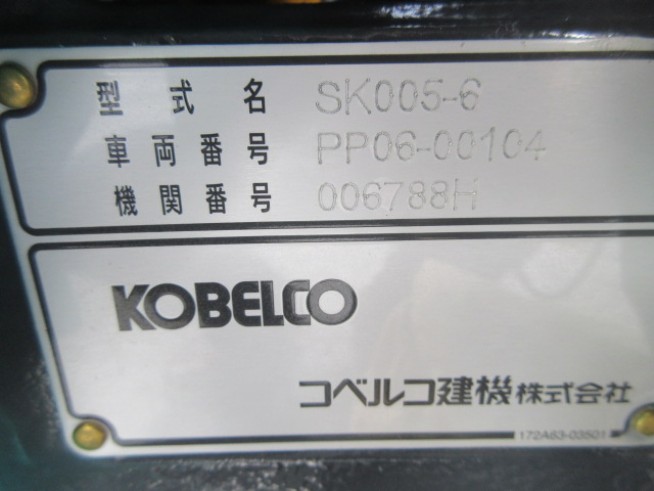 型式名 SK005-6
車両番号 PP06-00104
機関番号 006788H
KOBELCO
コベルコ建機株式会社
172A63-03501